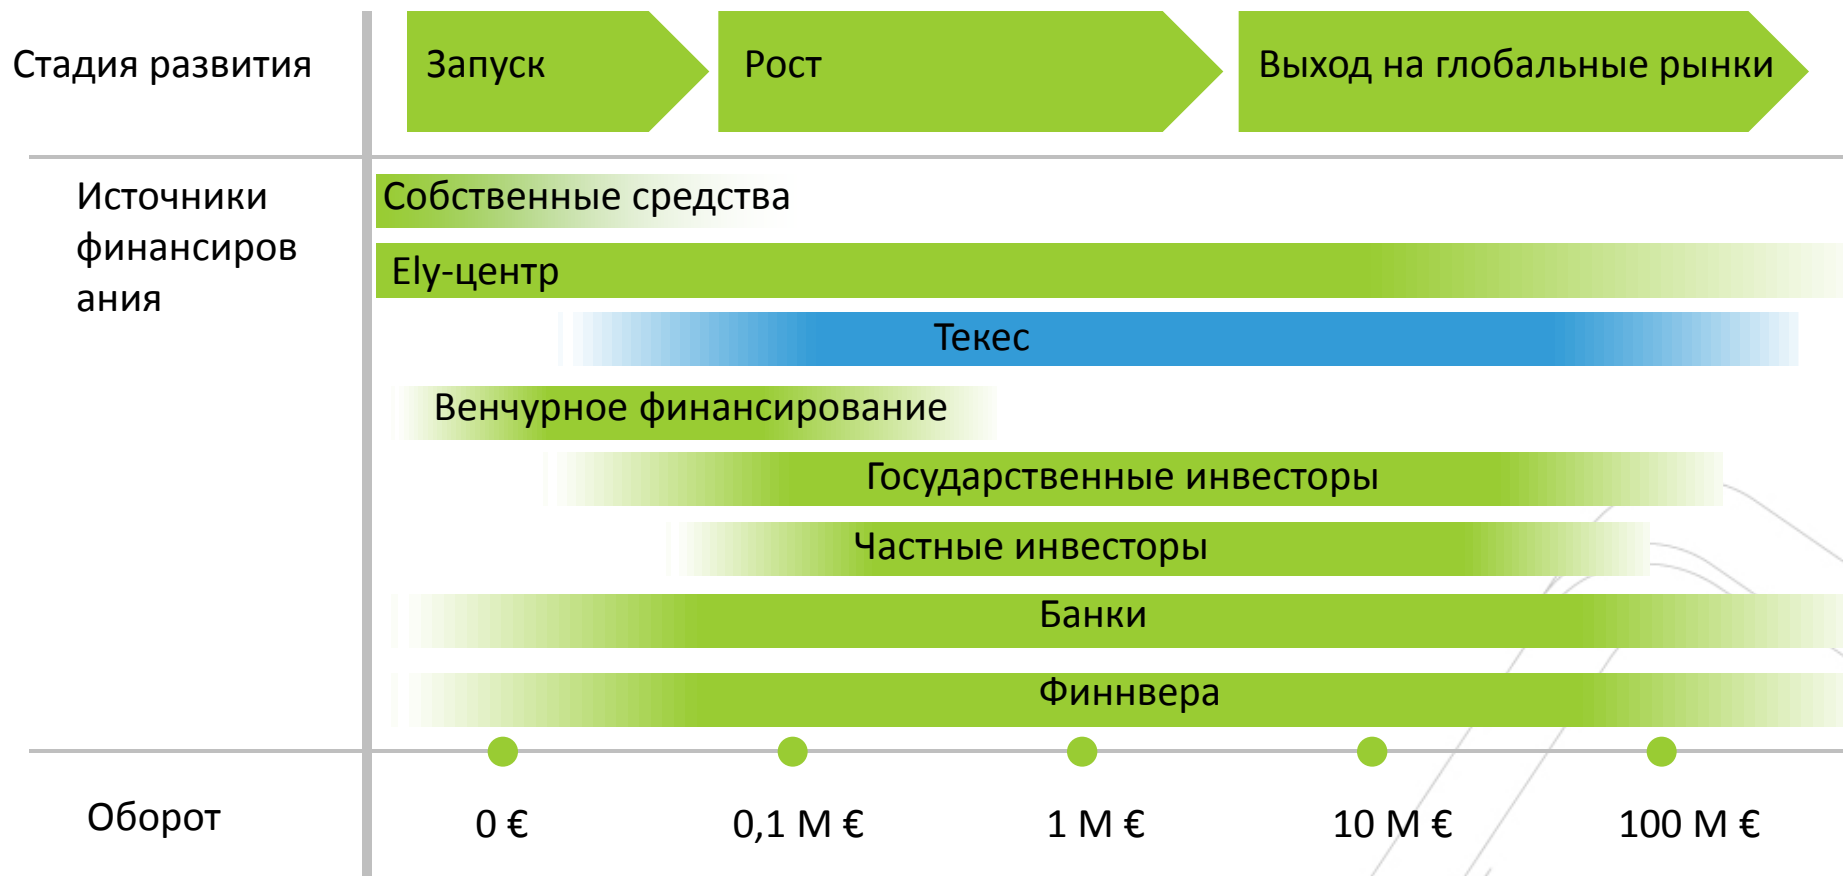 Стадия развития
Запуск
Рост
Выход на глобальные рынки
Источники
финансиров
ания
Собственные средства
Ely-центр
Текес
Венчурное финансирование
Государственные инвесторы
Частные инвесторы
Банки
Финнвера
Оборот
0 €
0,1 M €
1 M €
10 M €
100 M €